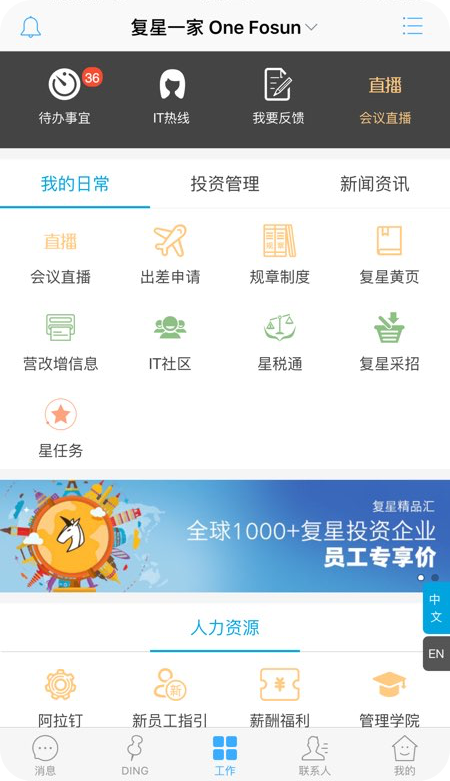 复星一家 One Fosun
36
直播
待办事宜
IT热线
我要反馈
会议直播
我的日常
投资管理
新闻资讯
直播
会议直播
出差申请
规章制度
复星黄页
营改增信息
IT社区
星税通
复星采招
星任务
复星精品汇
全球1000+复星投资企业
员工专享价
中文
EN
人力资源
新
¥
阿拉钉
新员工指引
薪酬福利
管理学院
消息
DING
工作
联系人
我的